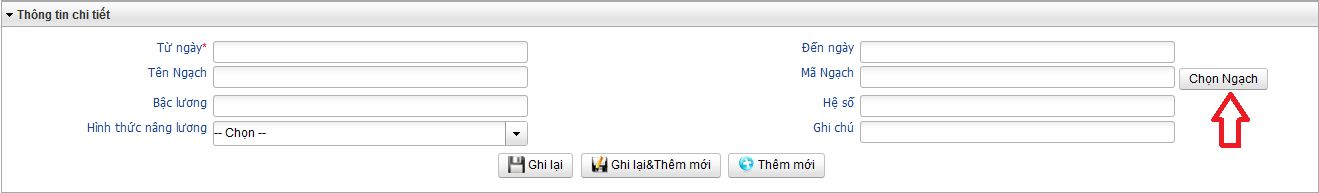 Thông tin chi tiết
Từ ngày* Đến ngày
Tên Ngạch Mã Ngạch Chọn Ngạch
Bậc lương Hệ số
Hình thức nâng lương -- Chọn -- Ghi chú
Ghi lại Ghi lại&Thêm mới Thêm mới